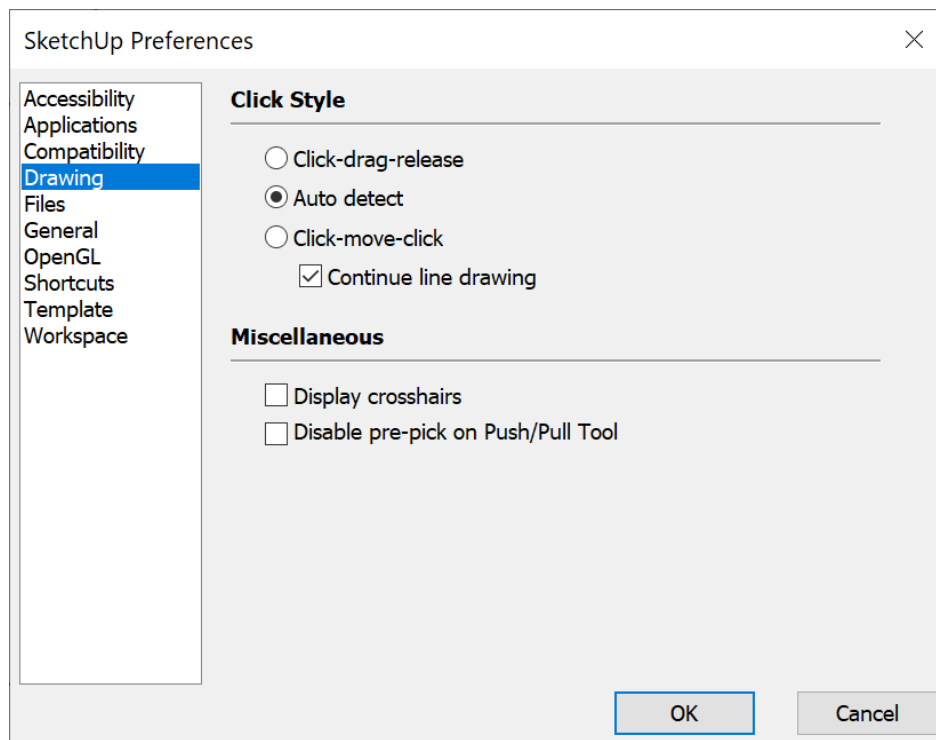 SketchUp Preferences
Accessibility
Applications
Compatibility
Drawing
Files
General
OpenGL
Shortcuts
Template
Workspace
Click Style
Click-drag-release
Auto detect
Click-move-click
Continue line drawing
Miscellaneous
Display crosshairs
Disable pre-pick on Push/Pull Tool
OK
Cancel